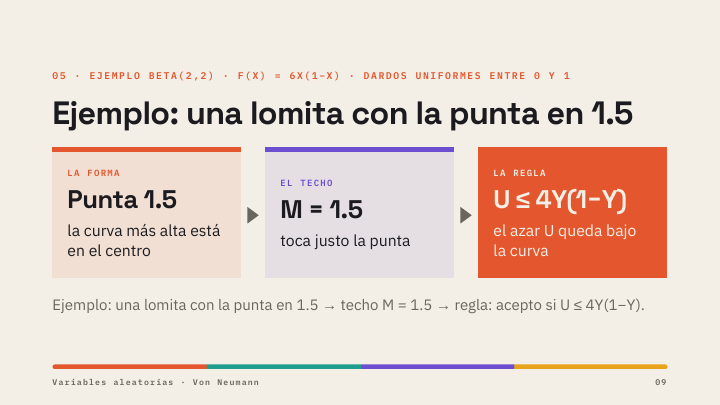 05 · EJEMPLO BETA(2,2) · F(X) = 6X(1−X) · DARDOS UNIFORMES ENTRE 0 Y 1
Ejemplo: una lomita con la punta en 1.5
LA FORMA
Punta 1.5
la curva más alta está
en el centro
EL TECHO
M = 1.5
toca justo la punta
LA REGLA
U ≤ 4Y(1−Y)
el azar U queda bajo
la curva
Ejemplo: una lomita con la punta en 1.5 → techo M = 1.5 → regla: acepto si U ≤ 4Y(1−Y).
Variables aleatorias · Von Neumann
09